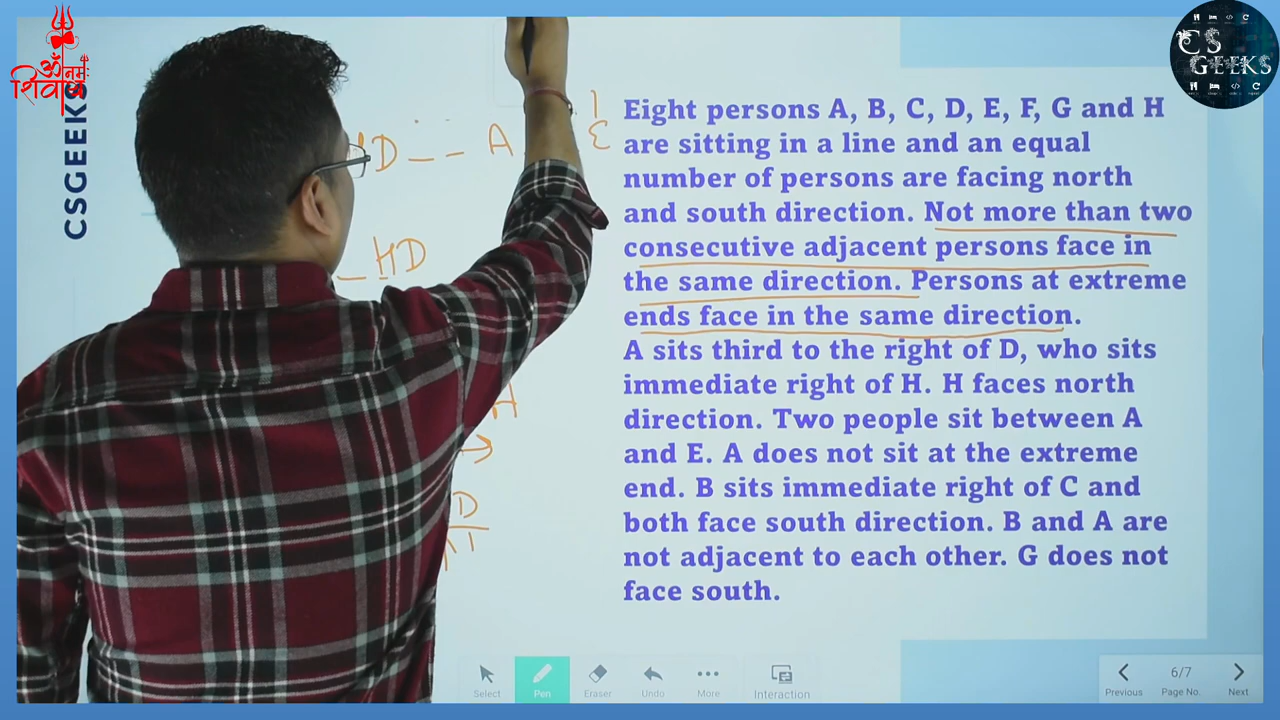 ॐ नमः
शिवाय
CS
GEEKS
CSGEEKS
D _ _ A
E
HD
A
D
Eight persons A, B, C, D, E, F, G and H
are sitting in a line and an equal
number of persons are facing north
and south direction. Not more than two
consecutive adjacent persons face in
the same direction. Persons at extreme
ends face in the same direction.
A sits third to the right of D, who sits
immediate right of H. H faces north
direction. Two people sit between A
and E. A does not sit at the extreme
end. B sits immediate right of C and
both face south direction. B and A are
not adjacent to each other. G does not
face south.
Select
Pen
Eraser
Undo
More
Interaction
Previous
6/7
Page No.
Next